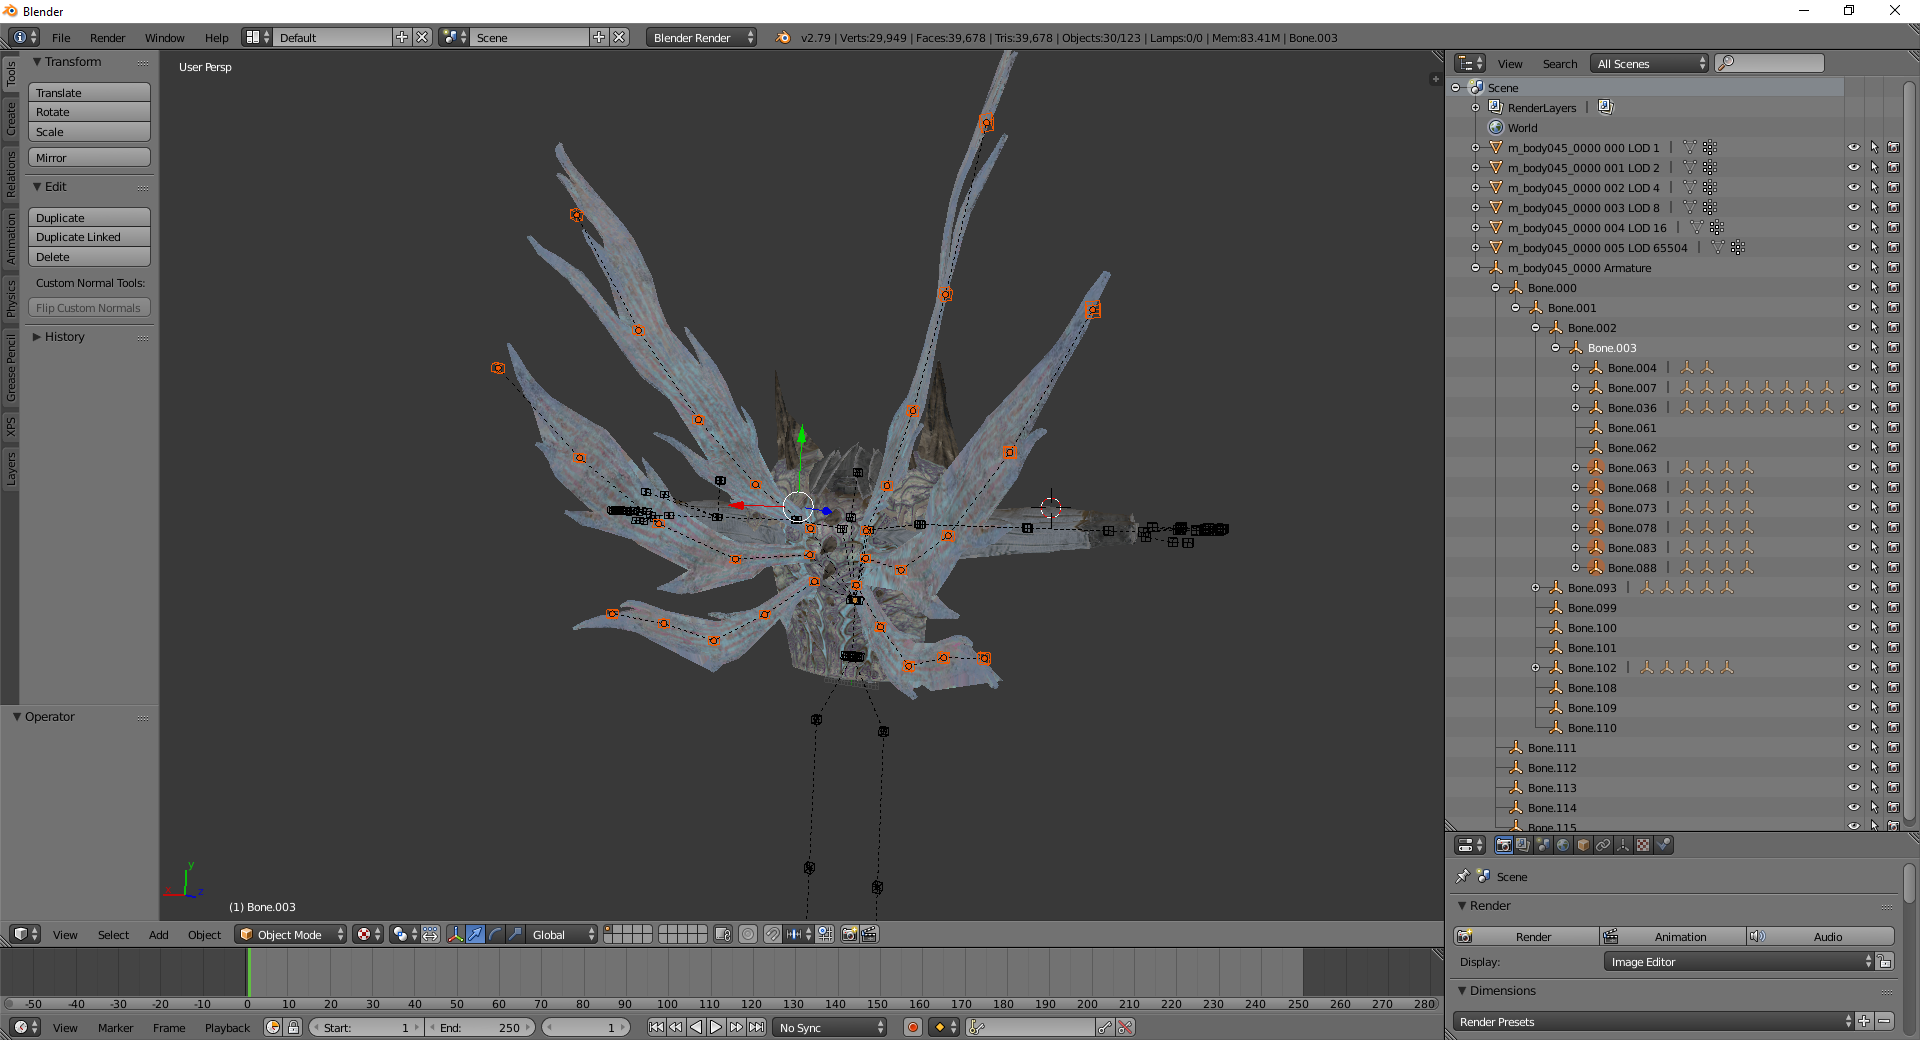 Blender
File Render Window Help Default Scene Blender Render v2.79 | Verts:29,949 | Faces:39,678 | Tris:39,678 | Objects:30/123 | Lamps:0/0 | Mem:83.41M | Bone.003
Tools
Create
Relations
Animation
Physics
Grease Pencil
XPS
Layers
Transform
Translate
Rotate
Scale
Mirror
Edit
Duplicate
Duplicate Linked
Delete
Custom Normal Tools:
Flip Custom Normals
History
Operator
User Persp
y
x
z
(1) Bone.003
View Select Add Object Object Mode Global
-50 -40 -30 -20 -10 0 10 20 30 40 50 60 70 80 90 100 110 120 130 140 150 160 170 180 190 200 210 220 230 240 250 260 270 280
View Marker Frame Playback Start: 1 End: 250 1 No Sync
View Search All Scenes
Scene
RenderLayers |
World
m_body045_0000 000 LOD 1 |
m_body045_0000 001 LOD 2 |
m_body045_0000 002 LOD 4 |
m_body045_0000 003 LOD 8 |
m_body045_0000 004 LOD 16 |
m_body045_0000 005 LOD 65504 |
m_body045_0000 Armature
Bone.000
Bone.001
Bone.002
Bone.003
Bone.004 |
Bone.007 |
Bone.036 |
Bone.061
Bone.062
Bone.063 |
Bone.068 |
Bone.073 |
Bone.078 |
Bone.083 |
Bone.088 |
Bone.093 |
Bone.099
Bone.100
Bone.101
Bone.102 |
Bone.108
Bone.109
Bone.110
Bone.111
Bone.112
Bone.113
Bone.114
Bone.115
Scene
Render
Render Animation Audio
Display: Image Editor
Dimensions
Render Presets